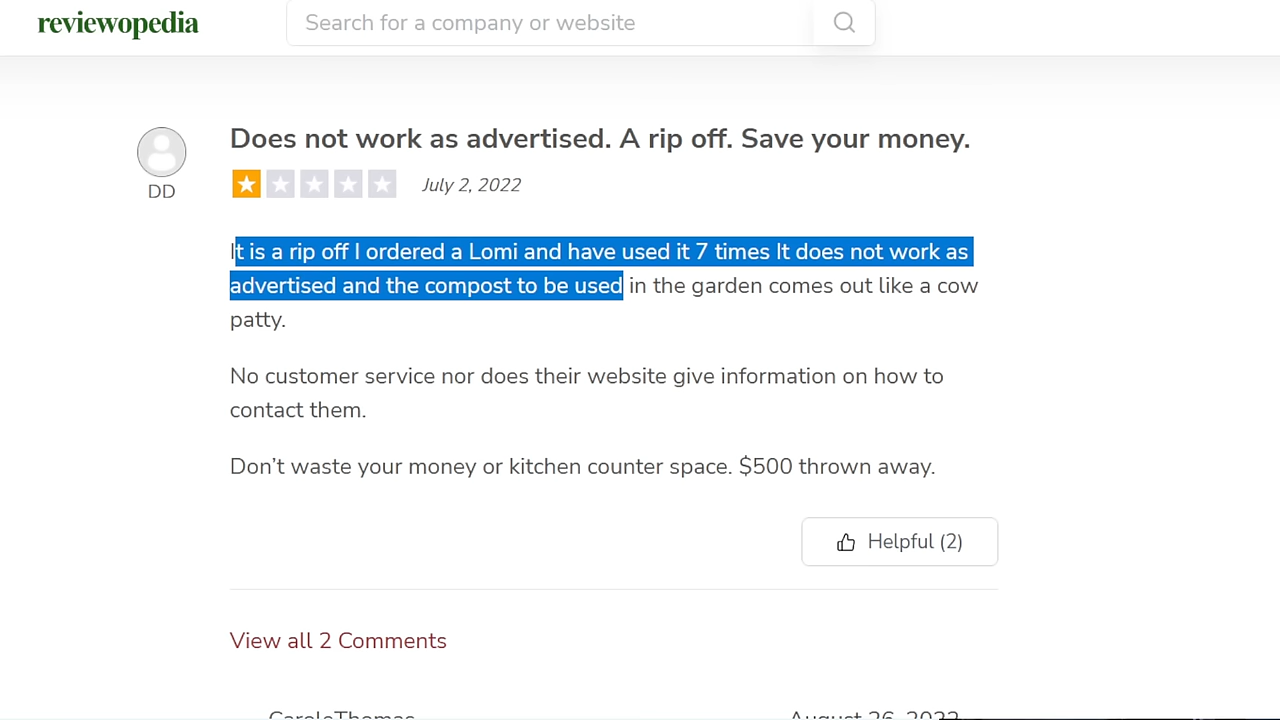 reviewopedia
Search for a company or website
Does not work as advertised. A rip off. Save your money.
DD
July 2, 2022
It is a rip off I ordered a Lomi and have used it 7 times It does not work as
advertised and the compost to be used in the garden comes out like a cow
patty.
No customer service nor does their website give information on how to
contact them.
Don’t waste your money or kitchen counter space. $500 thrown away.
Helpful (2)
View all 2 Comments
CaroleThomas
August 26, 2022